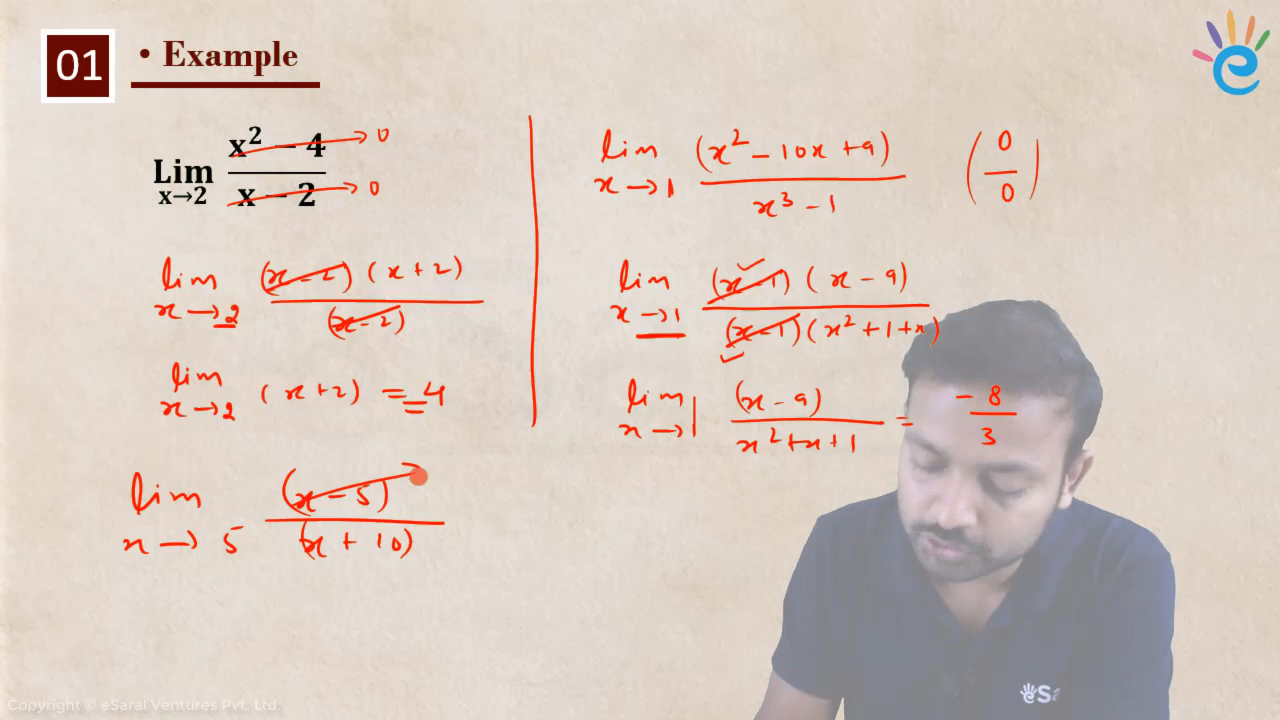 01
• Example
Lim x→2 (x² − 4)/(x − 2) → 0 → 0
lim x→2 (x−2)(x+2)/(x−2)
lim x→2 (x+2) = 4
lim x→5 (x−5)/(x+10)
lim x→1 (x²−10x+9)/(x³−1) (0/0)
lim x→1 (x−1)(x−9)/(x−1)(x²+1+x)
lim x→1 (x−9)/(x²+x+1) = −8/3
eSa
Copyright © eSaral Ventures Pvt. Ltd.